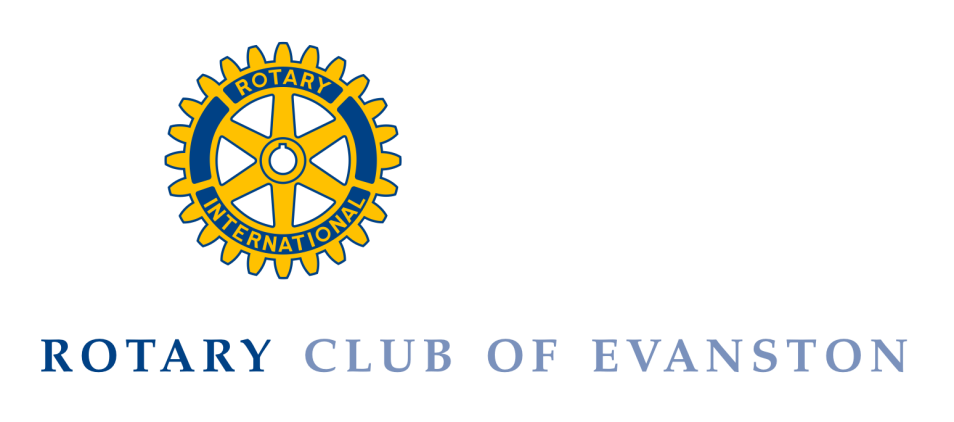 ROTARY
INTERNATIONAL
ROTARY CLUB OF EVANSTON